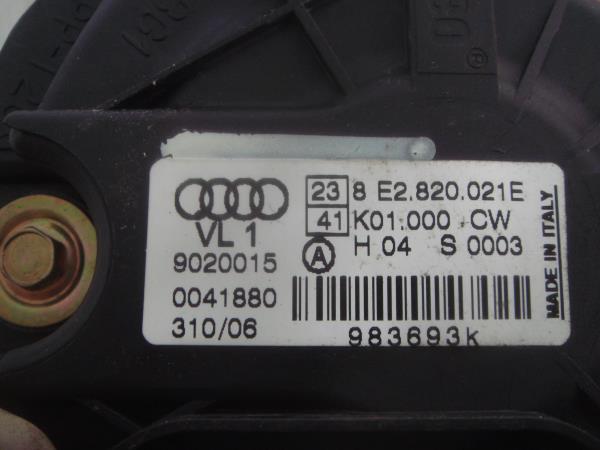 VL 1
9020015
0041880
310/06
23 8 E2.820.021E
41 K01.000 CW
A H 04 S 0003
983693k
MADE IN ITALY